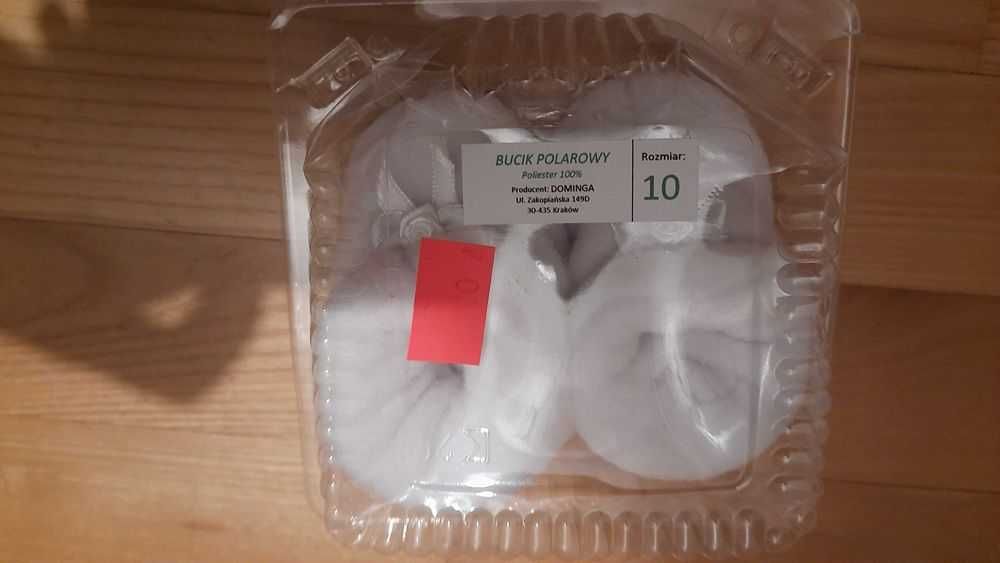 BUCIK POLAROWY
Poliester 100%
Producent: DOMINGA
Ul. Zakopiańska 149D
30-435 Kraków
Rozmiar:
10